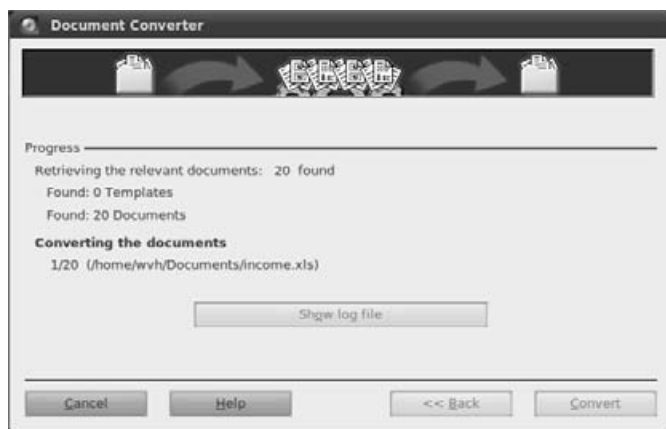 Document Converter
Progress
Retrieving the relevant documents: 20 found
Found: 0 Templates
Found: 20 Documents
Converting the documents
1/20 (/home/wvh/Documents/income.xls)
Show log file
Cancel
Help
<< Back
Convert